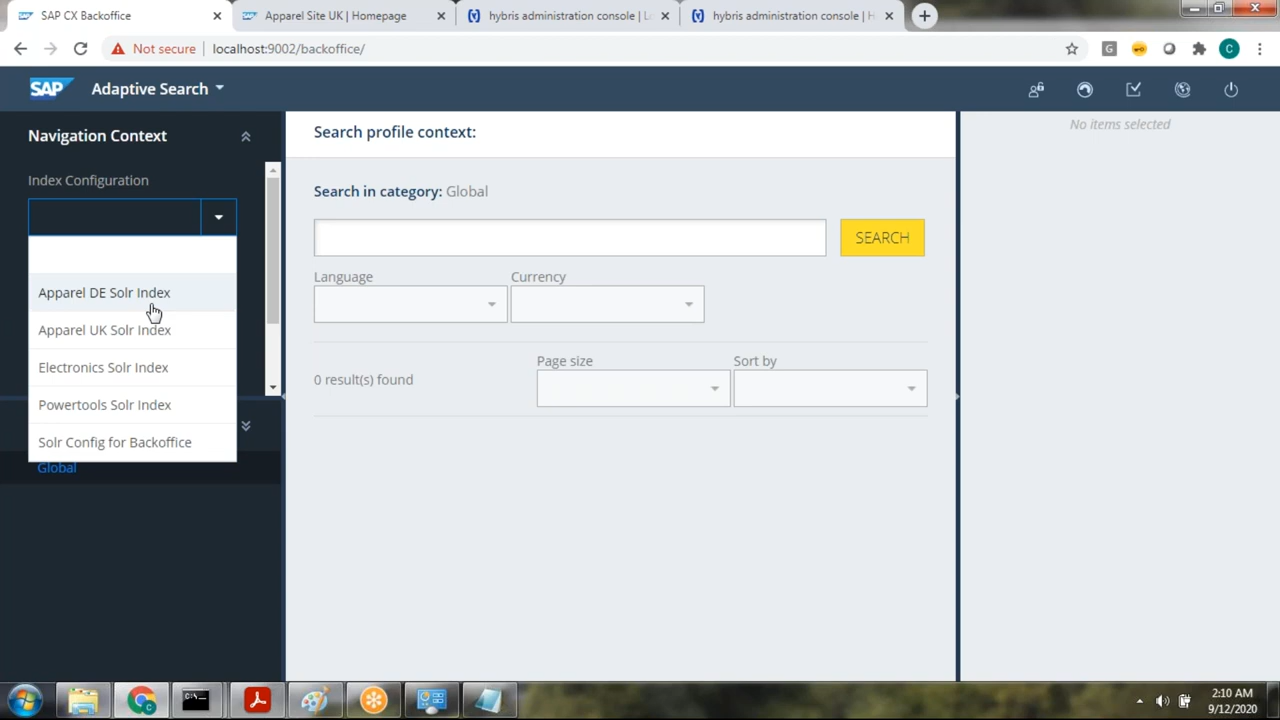 SAP CX Backoffice
Apparel Site UK | Homepage
hybris administration console | L
hybris administration console | H
Not secure
localhost:9002/backoffice/
G
C
SAP
Adaptive Search
Navigation Context
Search profile context:
No items selected
Index Configuration
Search in category: Global
SEARCH
Language
Currency
Apparel DE Solr Index
Apparel UK Solr Index
Electronics Solr Index
Powertools Solr Index
Solr Config for Backoffice
Page size
Sort by
0 result(s) found
Global
2:10 AM
9/12/2020